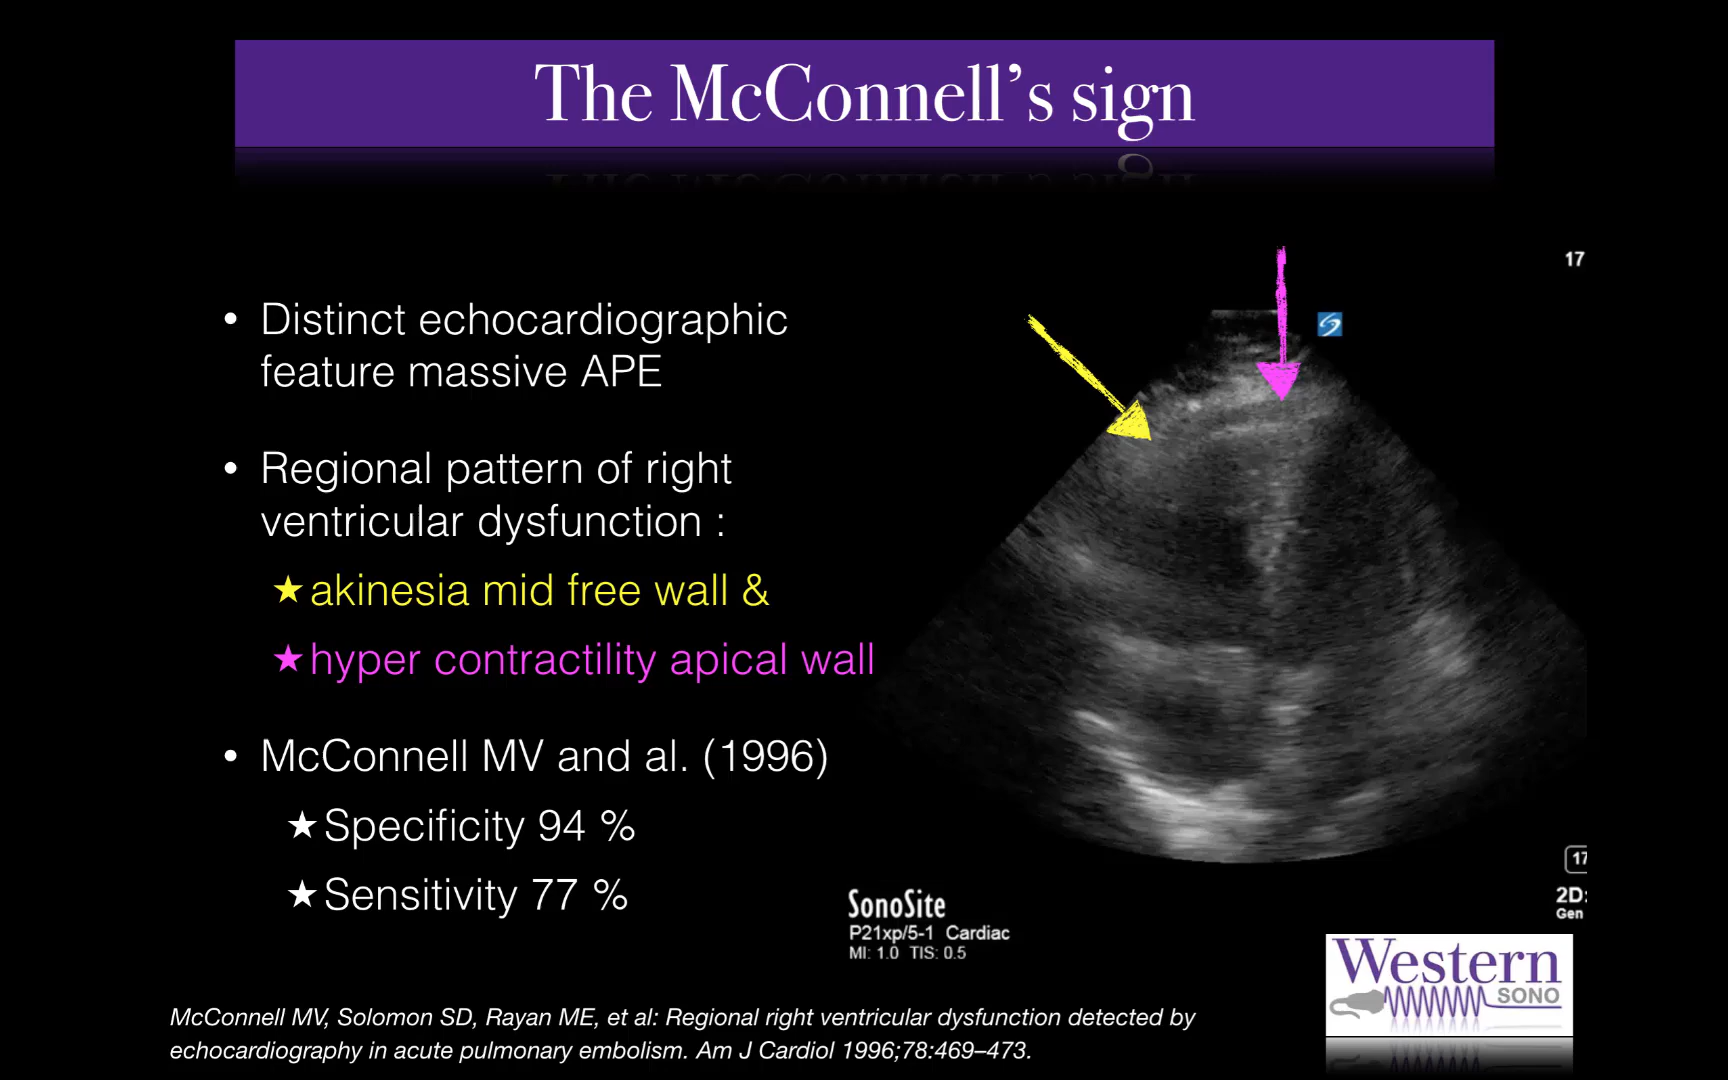 The McConnell's sign
17
• Distinct echocardiographic
feature massive APE
• Regional pattern of right
ventricular dysfunction :
★ akinesia mid free wall &
★ hyper contractility apical wall
• McConnell MV and al. (1996)
★ Specificity 94 %
★ Sensitivity 77 %
17
2D:
Gen
SonoSite
P21xp/5-1 Cardiac
MI: 1.0 TIS: 0.5
Western
SONO
McConnell MV, Solomon SD, Rayan ME, et al: Regional right ventricular dysfunction detected by
echocardiography in acute pulmonary embolism. Am J Cardiol 1996;78:469–473.